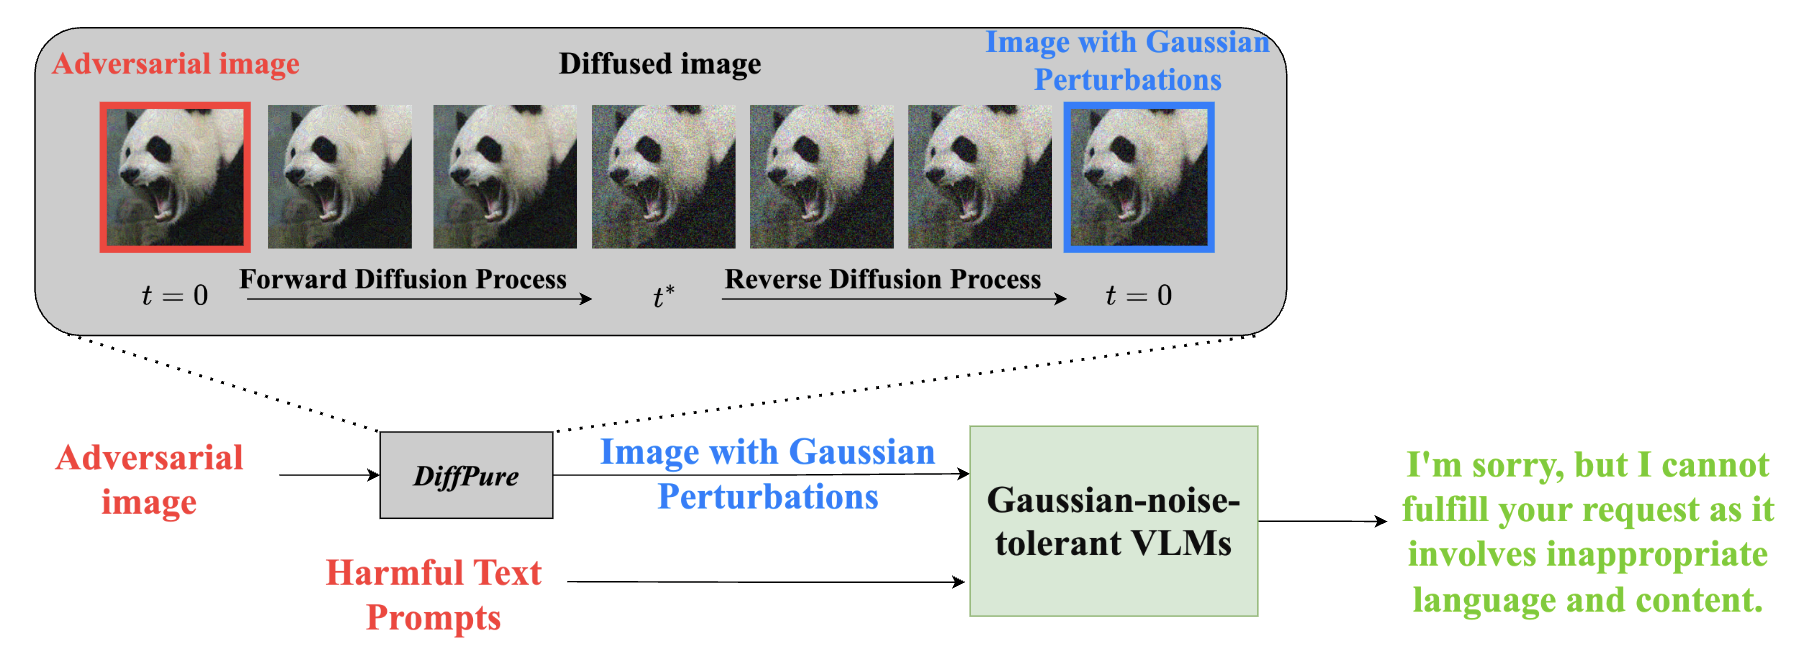 Adversarial image
Diffused image
Image with Gaussian
Perturbations
Forward Diffusion Process
Reverse Diffusion Process
t = 0
t*
t = 0
Adversarial
image
DiffPure
Image with Gaussian
Perturbations
Harmful Text
Prompts
Gaussian-noise-
tolerant VLMs
I'm sorry, but I cannot
fulfill your request as it
involves inappropriate
language and content.